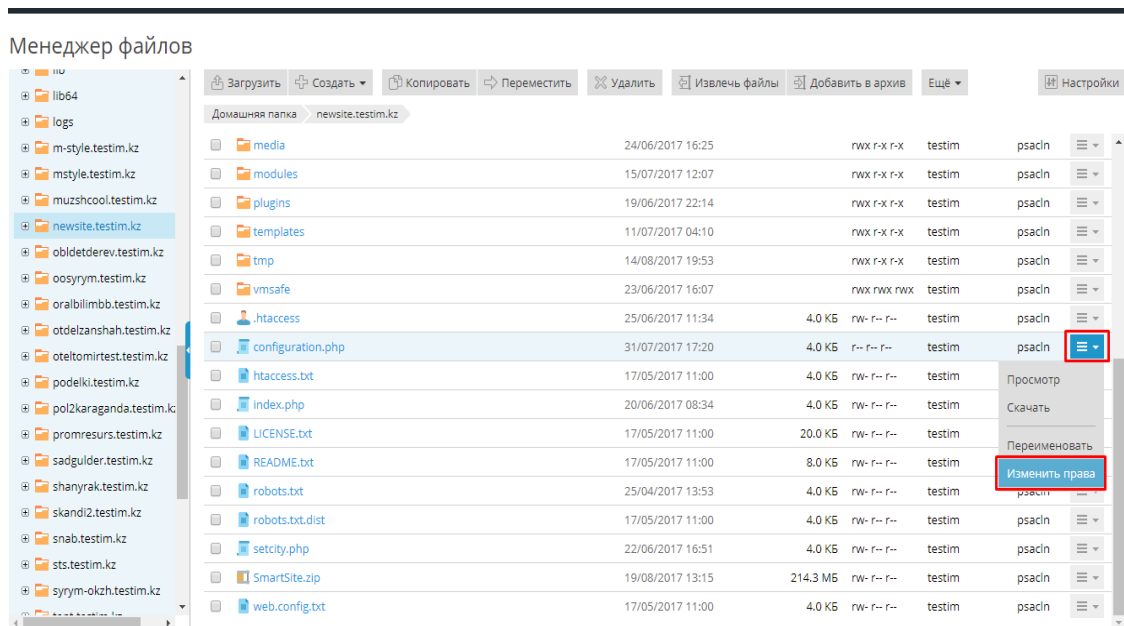 Менеджер файлов
lib
lib64
logs
m-style.testim.kz
mstyle.testim.kz
muzshcool.testim.kz
newsite.testim.kz
obldetderev.testim.kz
oosyrym.testim.kz
oralbilimbb.testim.kz
otdelzanshah.testim.kz
oteltomirtest.testim.kz
podelki.testim.kz
pol2karaganda.testim.k
promresurs.testim.kz
sadgulder.testim.kz
shanyrak.testim.kz
skandi2.testim.kz
snab.testim.kz
sts.testim.kz
syrym-okzh.testim.kz
Загрузить Создать Копировать Переместить Удалить Извлечь файлы Добавить в архив Ещё Настройки
Домашняя папка newsite.testim.kz
media 24/06/2017 16:25 rwx r-x r-x testim psacln
modules 15/07/2017 12:07 rwx r-x r-x testim psacln
plugins 19/06/2017 22:14 rwx r-x r-x testim psacln
templates 11/07/2017 04:10 rwx r-x r-x testim psacln
tmp 14/08/2017 19:53 rwx r-x r-x testim psacln
vmsafe 23/06/2017 16:07 rwx rwx rwx testim psacln
.htaccess 25/06/2017 11:34 4.0 КБ rw- r-- r-- testim psacln
configuration.php 31/07/2017 17:20 4.0 КБ r-- r-- r-- testim psacln
htaccess.txt 17/05/2017 11:00 4.0 КБ rw- r-- r-- testim
index.php 20/06/2017 08:34 4.0 КБ rw- r-- r-- testim
LICENSE.txt 17/05/2017 11:00 20.0 КБ rw- r-- r-- testim
README.txt 17/05/2017 11:00 8.0 КБ rw- r-- r-- testim
robots.txt 25/04/2017 13:53 4.0 КБ rw- r-- r-- testim psacln
robots.txt.dist 17/05/2017 11:00 4.0 КБ rw- r-- r-- testim psacln
setcity.php 22/06/2017 16:51 4.0 КБ rw- r-- r-- testim psacln
SmartSite.zip 19/08/2017 13:15 214.3 МБ rw- r-- r-- testim psacln
web.config.txt 17/05/2017 11:00 4.0 КБ rw- r-- r-- testim psacln
Просмотр
Скачать
Переименовать
Изменить права